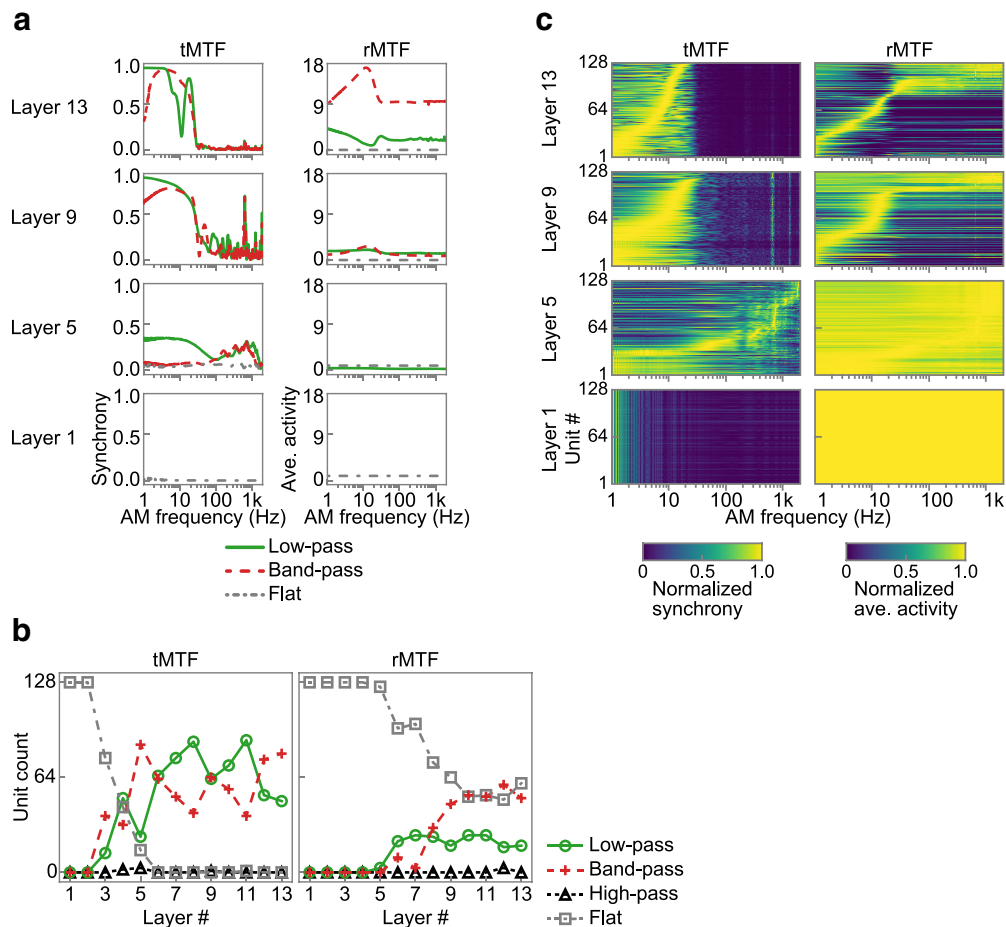 a
tMTF
rMTF
Layer 13
1.0
0.5
0.0
18
9
0
Layer 9
1.0
0.5
0.0
18
9
0
Layer 5
1.0
0.5
0.0
18
9
0
Layer 1
1.0
0.5
0.0
Synchrony
18
9
0
Ave. activity
1 10 100 1k
1 10 100 1k
AM frequency (Hz)
AM frequency (Hz)
Low-pass
Band-pass
Flat
c
tMTF
rMTF
Layer 13
128
64
1
Layer 9
128
64
1
Layer 5
128
64
1
Layer 1
Unit #
128
64
1
1 10 100 1k
1 10 100 1k
AM frequency (Hz)
AM frequency (Hz)
0 0.5 1.0
Normalized
synchrony
0 0.5 1.0
Normalized
ave. activity
b
tMTF
rMTF
Unit count
128
64
0
1 3 5 7 9 11 13
1 3 5 7 9 11 13
Layer #
Layer #
Low-pass
Band-pass
High-pass
Flat